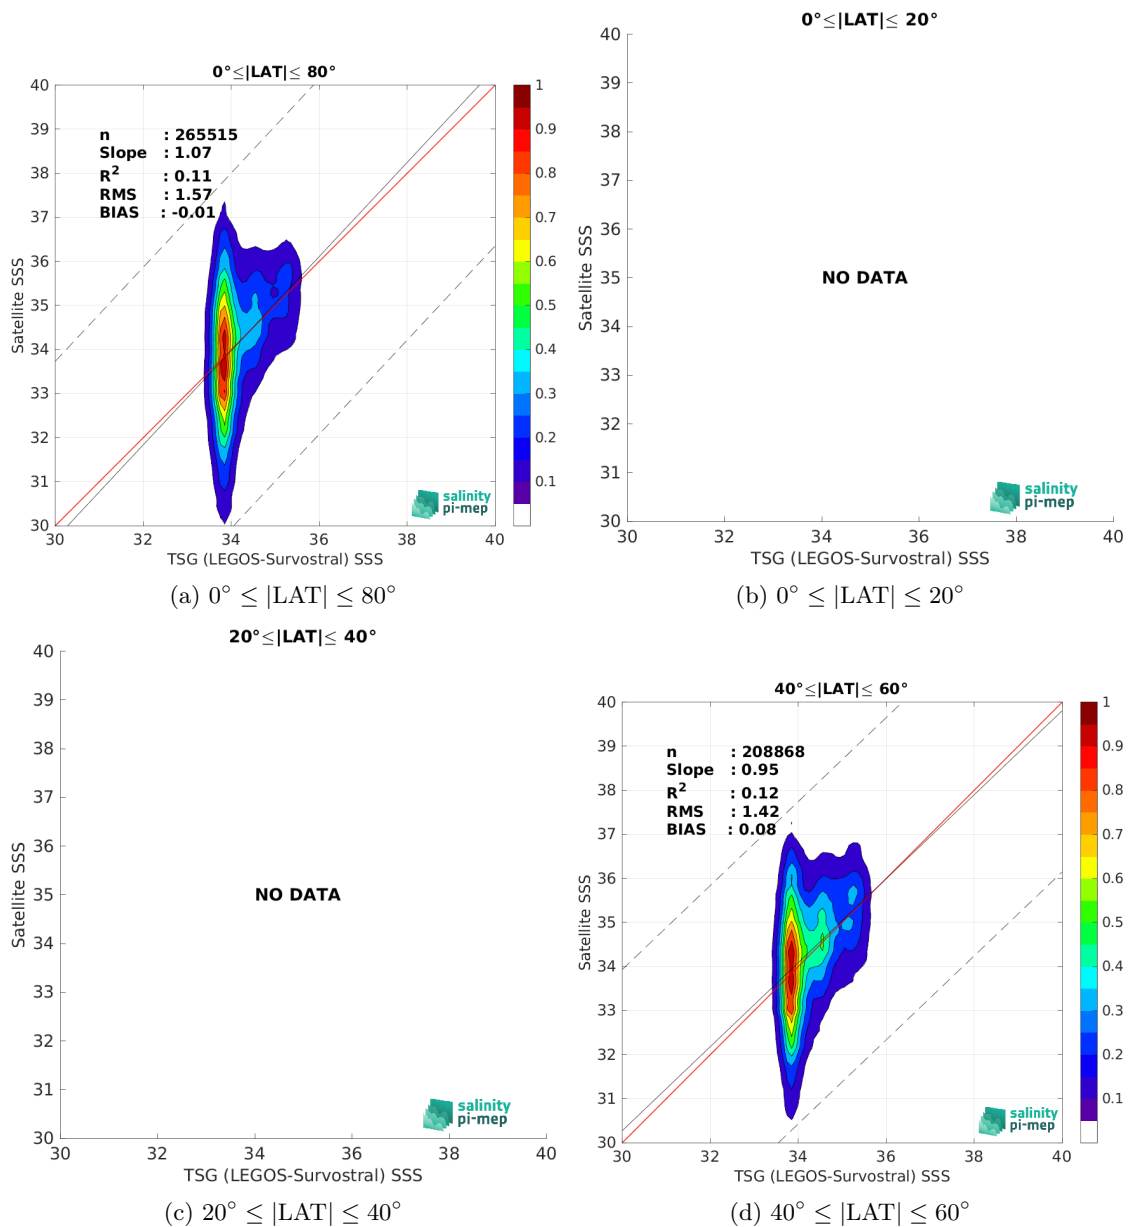 0°≤|LAT|≤ 80°
40
39
38
37
36
35
34
33
32
31
30
Satellite SSS
n : 265515
Slope : 1.07
R² : 0.11
RMS : 1.57
BIAS : -0.01
30 32 34 36 38 40
TSG (LEGOS-Survostral) SSS
1
0.9
0.8
0.7
0.6
0.5
0.4
0.3
0.2
0.1
salinity
pi-mep
(a) 0° ≤ |LAT| ≤ 80°
0°≤|LAT|≤ 20°
40
39
38
37
36
35
34
33
32
31
30
Satellite SSS
NO DATA
salinity
pi-mep
30 32 34 36 38 40
TSG (LEGOS-Survostral) SSS
(b) 0° ≤ |LAT| ≤ 20°
20°≤|LAT|≤ 40°
40
39
38
37
36
35
34
33
32
31
30
Satellite SSS
NO DATA
salinity
pi-mep
30 32 34 36 38 40
TSG (LEGOS-Survostral) SSS
(c) 20° ≤ |LAT| ≤ 40°
40°≤|LAT|≤ 60°
40
39
38
37
36
35
34
33
32
31
30
Satellite SSS
n : 208868
Slope : 0.95
R² : 0.12
RMS : 1.42
BIAS : 0.08
30 32 34 36 38 40
TSG (LEGOS-Survostral) SSS
1
0.9
0.8
0.7
0.6
0.5
0.4
0.3
0.2
0.1
salinity
pi-mep
(d) 40° ≤ |LAT| ≤ 60°